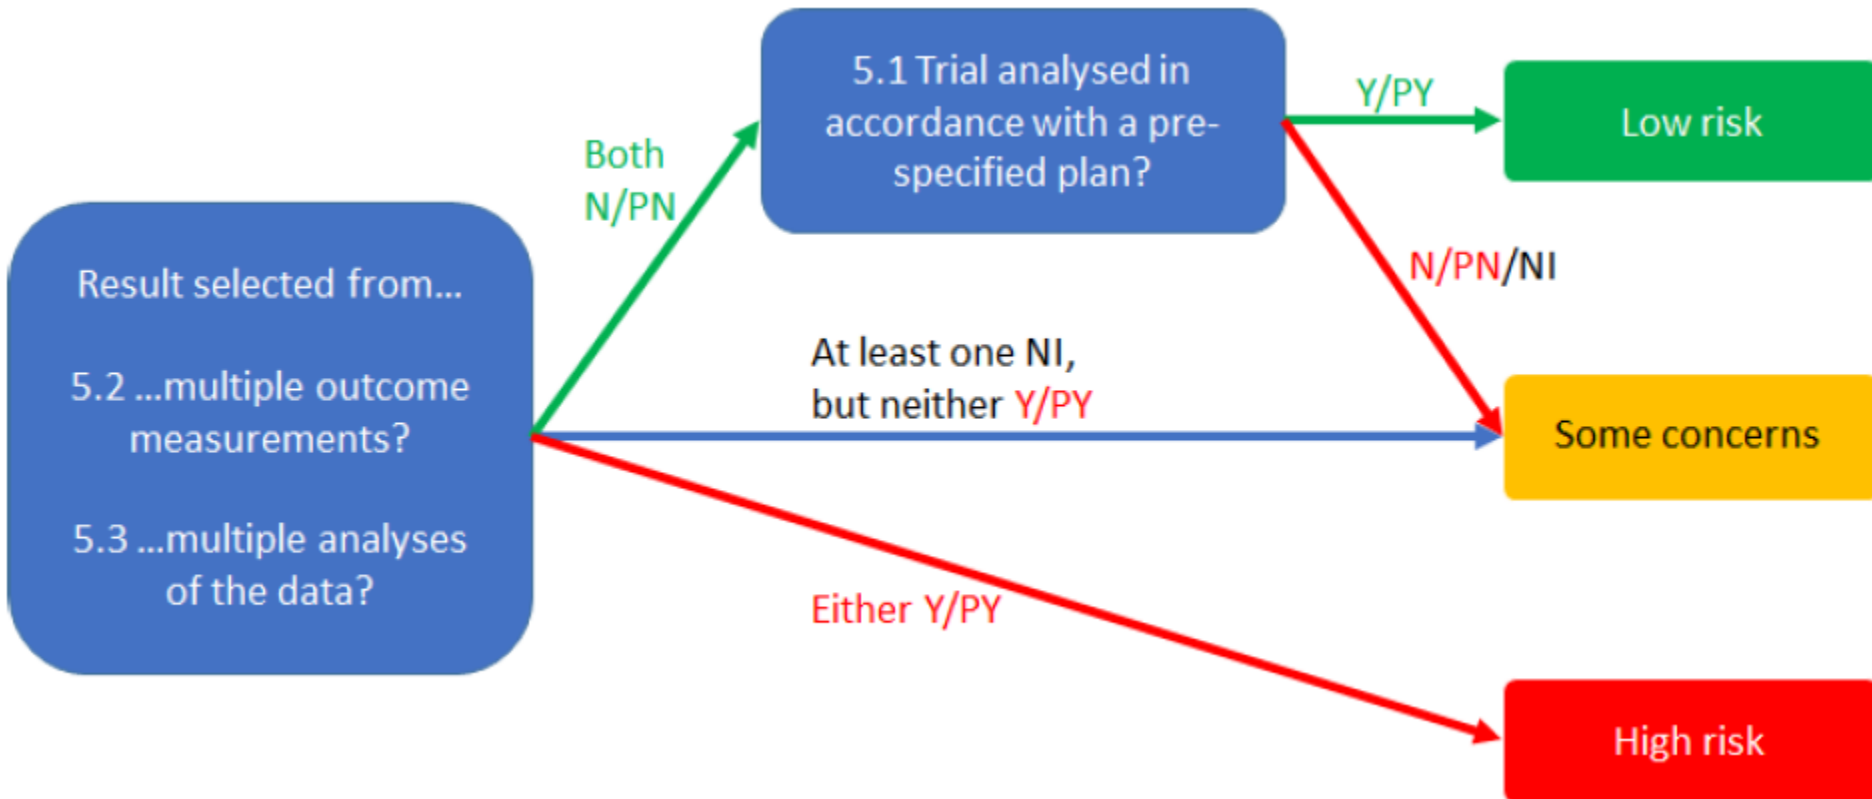 Result selected from...
5.2 ...multiple outcome
measurements?
5.3 ...multiple analyses
of the data?
Both
N/PN
5.1 Trial analysed in
accordance with a pre-
specified plan?
Y/PY
Low risk
N/PN/NI
At least one NI,
but neither Y/PY
Some concerns
Either Y/PY
High risk